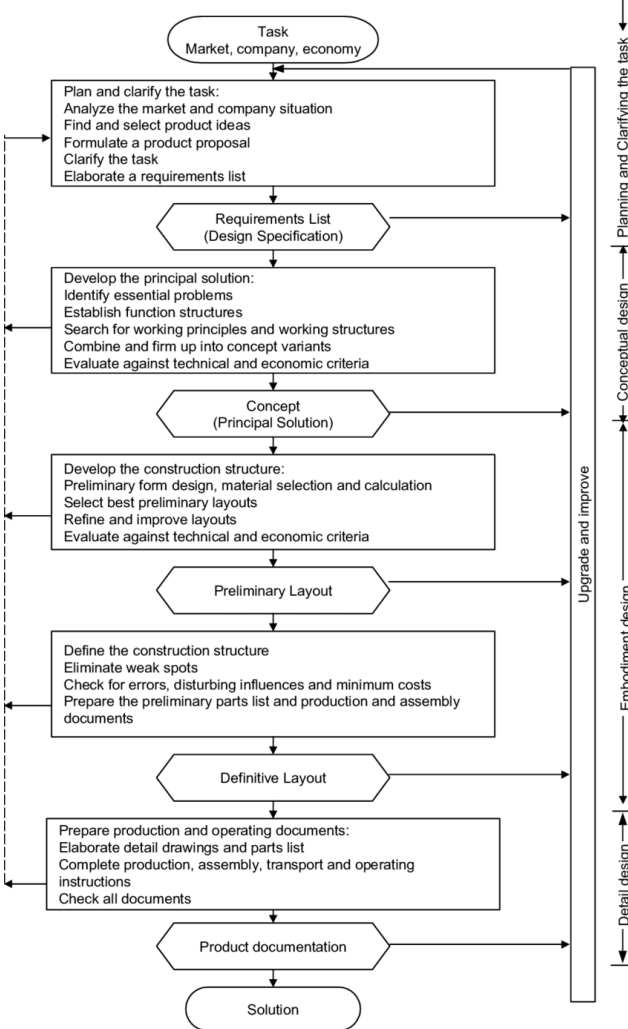 Task
Market, company, economy
Plan and clarify the task:
Analyze the market and company situation
Find and select product ideas
Formulate a product proposal
Clarify the task
Elaborate a requirements list
Requirements List
(Design Specification)
Develop the principal solution:
Identify essential problems
Establish function structures
Search for working principles and working structures
Combine and firm up into concept variants
Evaluate against technical and economic criteria
Concept
(Principal Solution)
Develop the construction structure:
Preliminary form design, material selection and calculation
Select best preliminary layouts
Refine and improve layouts
Evaluate against technical and economic criteria
Preliminary Layout
Define the construction structure
Eliminate weak spots
Check for errors, disturbing influences and minimum costs
Prepare the preliminary parts list and production and assembly
documents
Definitive Layout
Prepare production and operating documents:
Elaborate detail drawings and parts list
Complete production, assembly, transport and operating
instructions
Check all documents
Product documentation
Solution
Upgrade and improve
Planning and Clarifying the task
Conceptual design
Embodiment design
Detail design